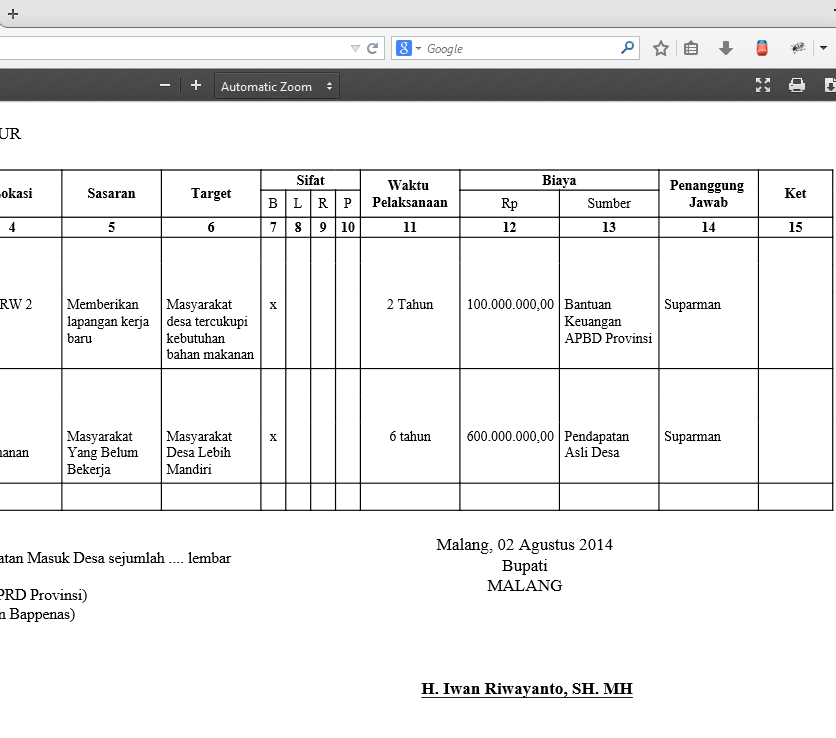 Google
Automatic Zoom
UR
okasi
Sasaran
Target
Sifat
B L R P
Waktu
Pelaksanaan
Biaya
Rp Sumber
Penanggung
Jawab
Ket
4 5 6 7 8 9 10 11 12 13 14 15
RW 2
Memberikan
lapangan kerja
baru
Masyarakat
desa tercukupi
kebutuhan
bahan makanan
x
2 Tahun
100.000.000,00
Bantuan
Keuangan
APBD Provinsi
Suparman
anan
Masyarakat
Yang Belum
Bekerja
Masyarakat
Desa Lebih
Mandiri
x
6 tahun
600.000.000,00
Pendapatan
Asli Desa
Suparman
atan Masuk Desa sejumlah .... lembar
PRD Provinsi)
n Bappenas)
Malang, 02 Agustus 2014
Bupati
MALANG
H. Iwan Riwayanto, SH. MH